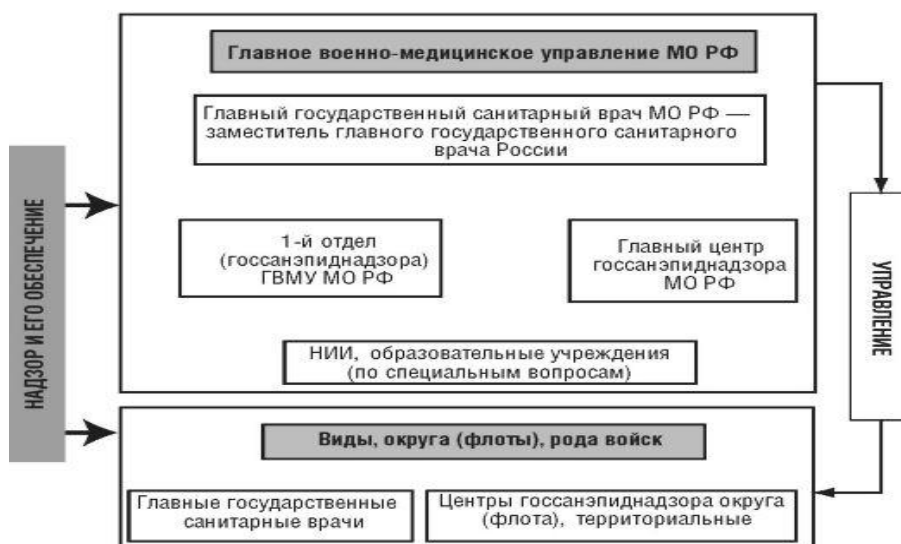 Главное военно-медицинское управление МО РФ
Главный государственный санитарный врач МО РФ —
заместитель главного государственного санитарного
врача России
НАДЗОР И ЕГО ОБЕСПЕЧЕНИЕ
1-й отдел
(госсанэпиднадзора)
ГВМУ МО РФ
Главный центр
госсанэпиднадзора
МО РФ
УПРАВЛЕНИЕ
НИИ, образовательные учреждения
(по специальным вопросам)
Виды, округа (флоты), рода войск
Главные государственные
санитарные врачи
Центры госсанэпиднадзора округа
(флота), территориальные